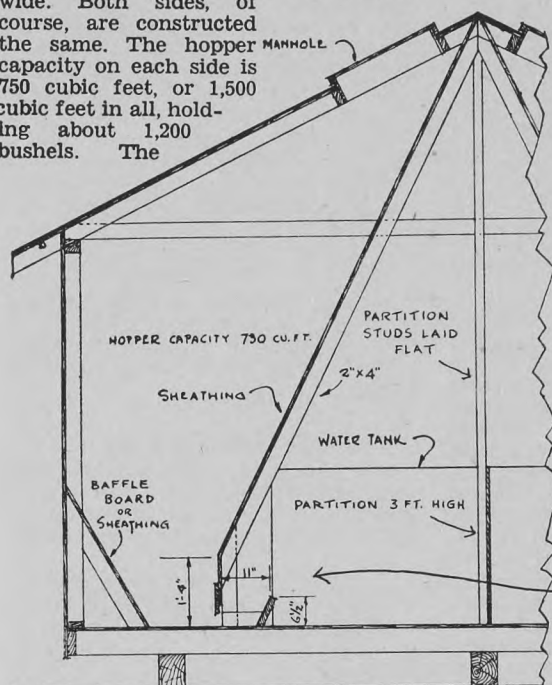 wide. Both sides, of
course, are constructed
the same. The hopper
capacity on each side is
750 cubic feet, or 1,500
cubic feet in all, hold-
ing about 1,200
bushels. The
MANHOLE
HOPPER CAPACITY 750 CU. FT.
SHEATHING
2"x4"
PARTITION
STUDS LAID
FLAT
WATER TANK
BAFFLE
BOARD
OR
SHEATHING
PARTITION 3 FT. HIGH
11"
1'-4"
6½"